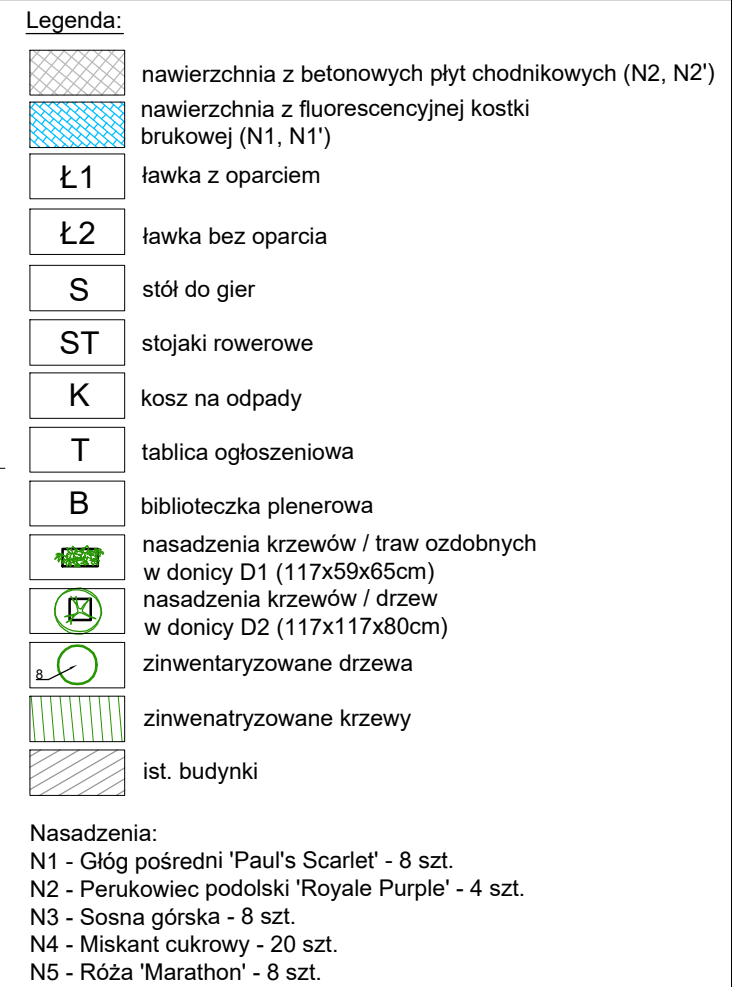 Legenda:
nawierzchnia z betonowych płyt chodnikowych (N2, N2')
nawierzchnia z fluorescencyjnej kostki
brukowej (N1, N1')
Ł1 ławka z oparciem
Ł2 ławka bez oparcia
S stół do gier
ST stojaki rowerowe
K kosz na odpady
T tablica ogłoszeniowa
B biblioteczka plenerowa
nasadzenia krzewów / traw ozdobnych
w donicy D1 (117x59x65cm)
nasadzenia krzewów / drzew
w donicy D2 (117x117x80cm)
8 zinwentaryzowane drzewa
zinwenatryzowane krzewy
ist. budynki
Nasadzenia:
N1 - Głóg pośredni 'Paul's Scarlet' - 8 szt.
N2 - Perukowiec podolski 'Royale Purple' - 4 szt.
N3 - Sosna górska - 8 szt.
N4 - Miskant cukrowy - 20 szt.
N5 - Róża 'Marathon' - 8 szt.